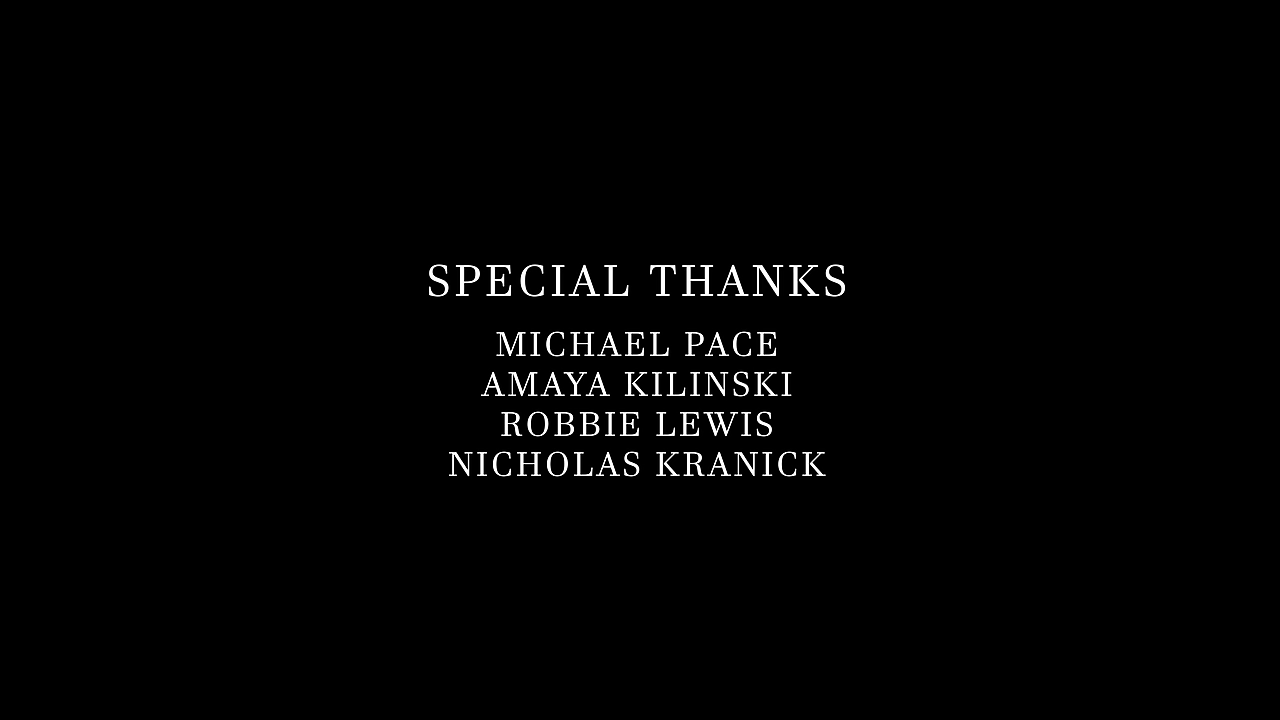 SPECIAL THANKS
MICHAEL PACE
AMAYA KILINSKI
ROBBIE LEWIS
NICHOLAS KRANICK